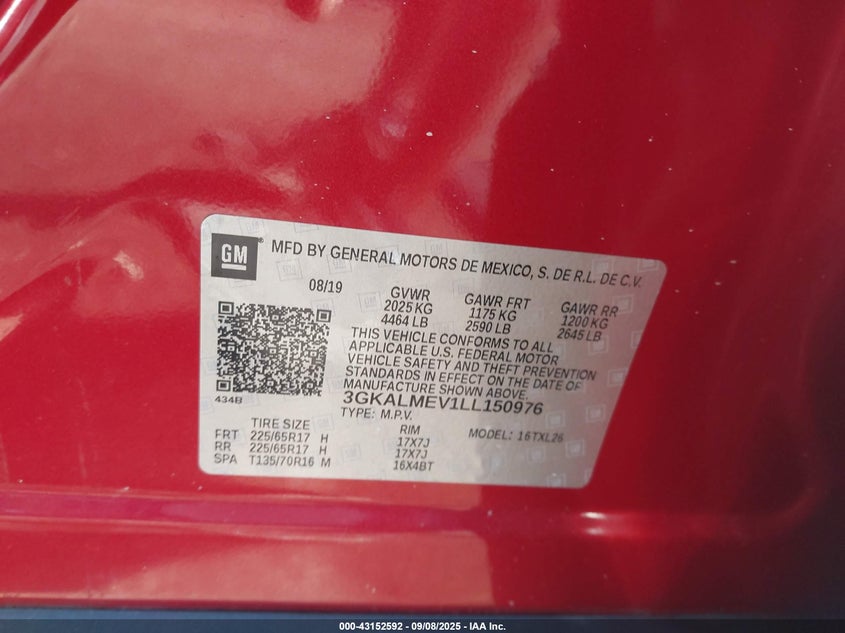 GM
MFD BY GENERAL MOTORS DE MEXICO, S. DE R.L. DE C.V.
08/19
GVWR
2025 KG
4464 LB
GAWR FRT
1175 KG
2590 LB
GAWR RR
1200 KG
2645 LB
THIS VEHICLE CONFORMS TO ALL
APPLICABLE U.S. FEDERAL MOTOR
VEHICLE SAFETY AND THEFT PREVENTION
STANDARDS IN EFFECT ON THE DATE OF
MANUFACTURE SHOWN ABOVE.
434B
3GKALMEV1LL150976
TYPE: M.P.V.
MODEL: 16TXL26
TIRE SIZE
RIM
FRT 225/65R17 H 17X7J
RR 225/65R17 H 17X7J
SPA T135/70R16 M 16X4BT
000-43152592 - 09/08/2025 - IAA Inc.